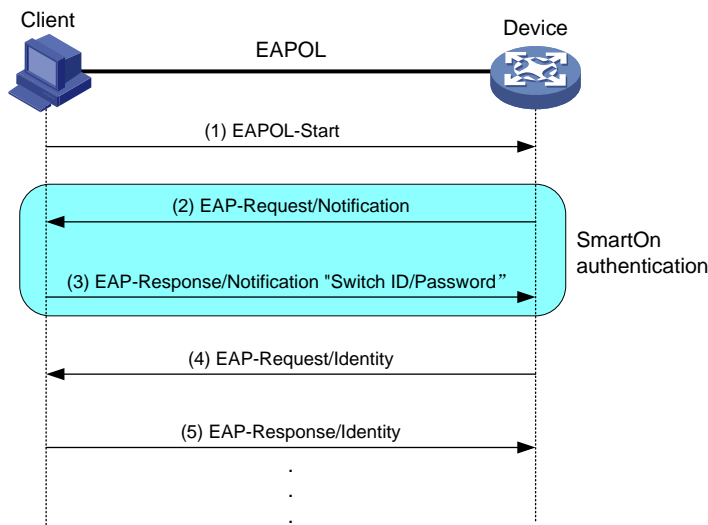 Client
Device
EAPOL
(1) EAPOL-Start
(2) EAP-Request/Notification
SmartOn
authentication
(3) EAP-Response/Notification "Switch ID/Password”
(4) EAP-Request/Identity
(5) EAP-Response/Identity
.
.
.